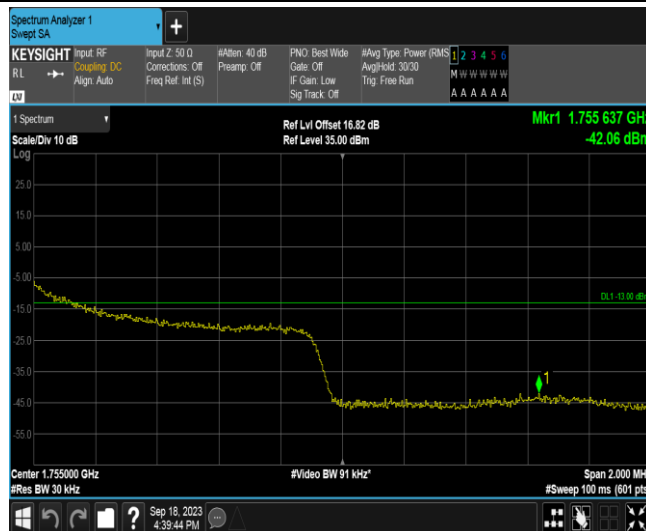 Spectrum Analyzer 1
Swept SA
+
KEYSIGHT
RL
LXI
Input: RF
Coupling: DC
Align: Auto
Input Z: 50 Ω
Corrections: Off
Freq Ref: Int (S)
#Atten: 40 dB
Preamp: Off
PNO: Best Wide
Gate: Off
IF Gain: Low
Sig Track: Off
#Avg Type: Power (RMS
Avg|Hold: 30/30
Trig: Free Run
1 2 3 4 5 6
M W W W W W
A A A A A A
1 Spectrum
Scale/Div 10 dB
Ref Lvl Offset 16.82 dB
Ref Level 35.00 dBm
Mkr1 1.755 637 GHz
-42.06 dBm
Log
25.0
15.0
5.00
-5.00
DL1 -13.00 dBm
-15.0
-25.0
-35.0
1
-45.0
-55.0
Center 1.755000 GHz
#Res BW 30 kHz
#Video BW 91 kHz*
Span 2.000 MH
#Sweep 100 ms (601 pts
?
Sep 18, 2023
4:39:44 PM